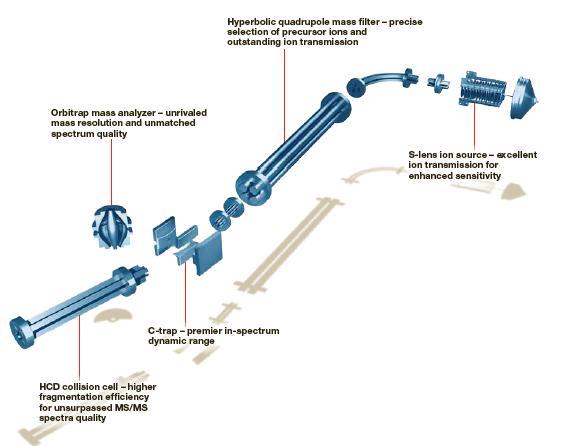 Hyperbolic quadrupole mass filter – precise
selection of precursor ions and
outstanding ion transmission
Orbitrap mass analyzer – unrivaled
mass resolution and unmatched
spectrum quality
S-lens ion source – excellent
ion transmission for
enhanced sensitivity
C-trap – premier in-spectrum
dynamic range
HCD collision cell – higher
fragmentation efficiency
for unsurpassed MS/MS
spectra quality